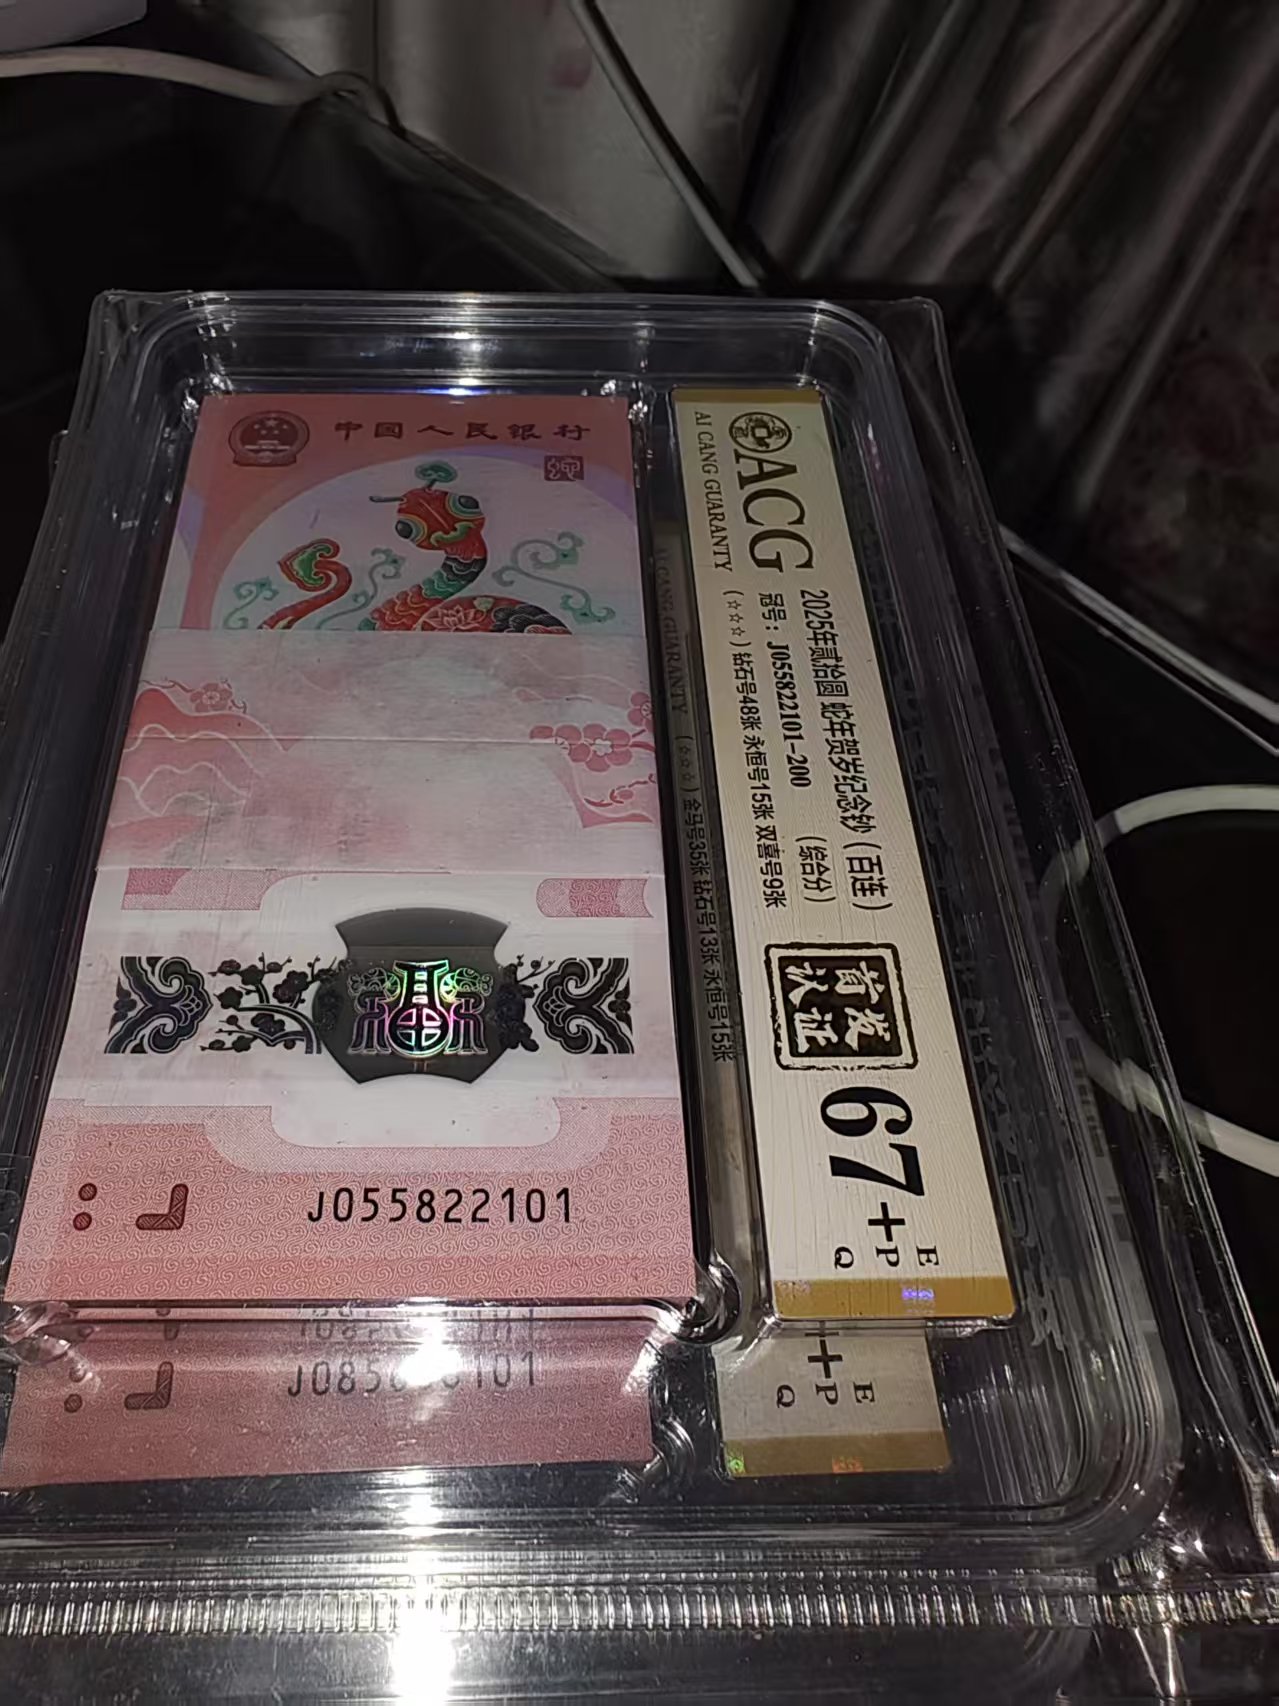 中国人民银行
J055822101
ACG
AI CANG GUARANTY
2025年贰拾圆 蛇年贺岁纪念钞（百连）
冠号：J055822101-200 （综合分）
（☆☆☆）钻石号48张 永恒号15张 双喜号9张
首发
认证
67+
E
P
Q
AI CANG GUARANTY
（☆☆☆）金马号35张 钻石号13张 永恒号15张
+
E
P
Q